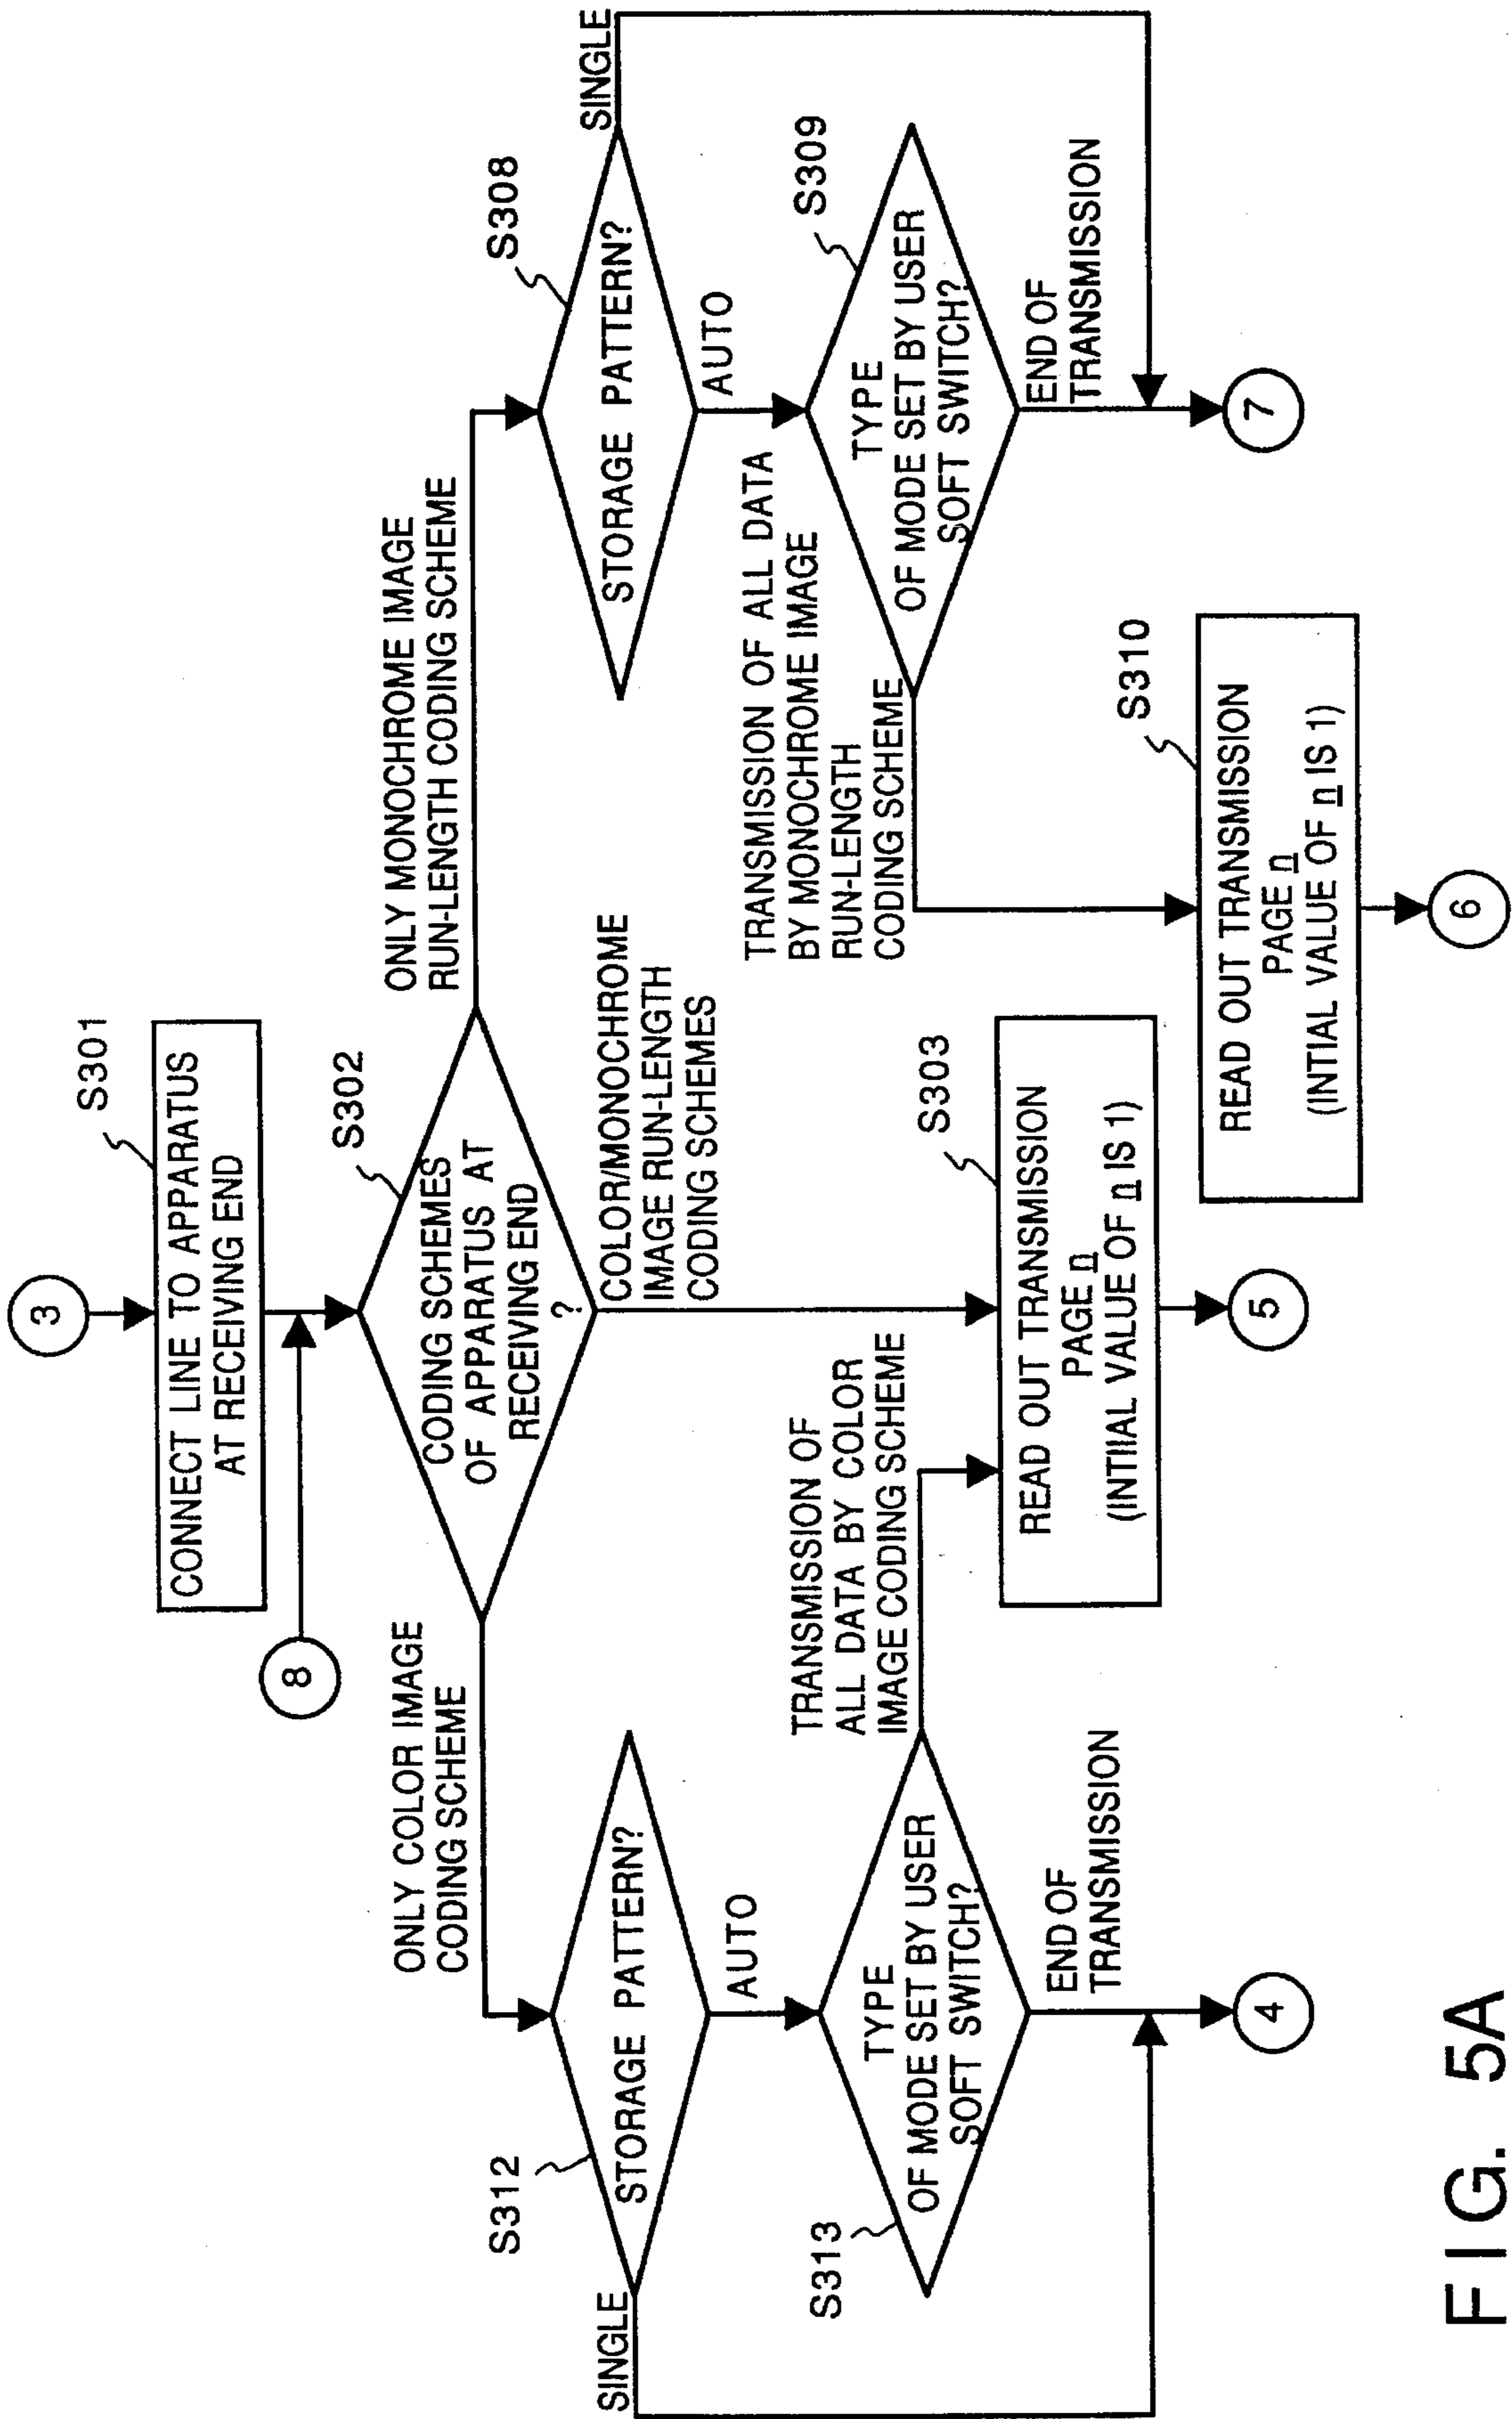 3
S301
CONNECT LINE TO APPARATUS
AT RECEIVING END
8
S302
CODING SCHEMES
OF APPARATUS AT
RECEIVING END
?
ONLY COLOR IMAGE
CODING SCHEME
ONLY MONOCHROME IMAGE
RUN-LENGTH CODING SCHEME
COLOR/MONOCHROME
IMAGE RUN-LENGTH
CODING SCHEMES
S312
STORAGE PATTERN?
SINGLE
AUTO
S313
TYPE
OF MODE SET BY USER
SOFT SWITCH?
TRANSMISSION OF
ALL DATA BY COLOR
IMAGE CODING SCHEME
END OF
TRANSMISSION
4
S303
READ OUT TRANSMISSION
PAGE n
(INTIIAL VALUE OF n IS 1)
5
S308
STORAGE PATTERN?
SINGLE
AUTO
S309
TYPE
OF MODE SET BY USER
SOFT SWITCH?
TRANSMISSION OF ALL DATA
BY MONOCHROME IMAGE
RUN-LENGTH
CODING SCHEME
END OF
TRANSMISSION
7
S310
READ OUT TRANSMISSION
PAGE n
(INTIAL VALUE OF n IS 1)
6
FIG. 5A